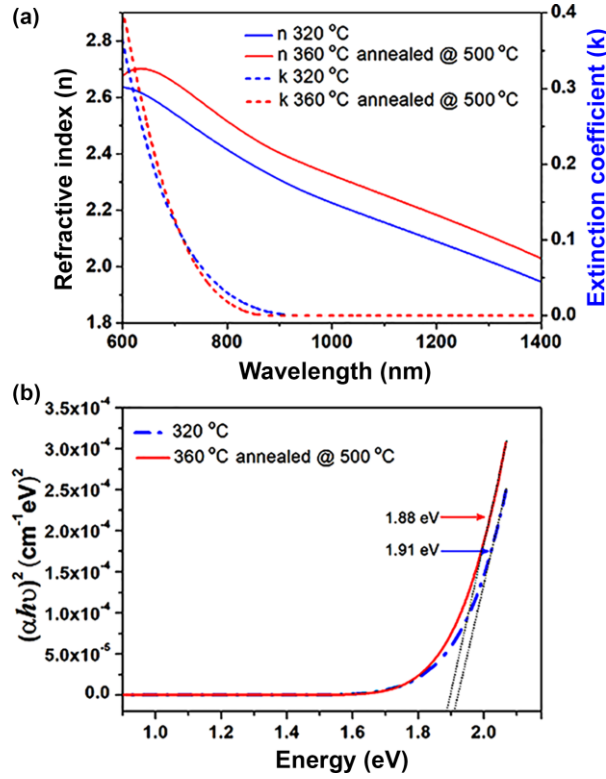 (a)
n 320 °C
n 360 °C annealed @ 500 °C
k 320 °C
k 360 °C annealed @ 500 °C
Refractive index (n)
2.8
2.6
2.4
2.2
2.0
1.8
Extinction coefficient (k)
0.4
0.3
0.2
0.1
0.0
600 800 1000 1200 1400
Wavelength (nm)
(b)
320 °C
360 °C annealed @ 500 °C
(αhυ)² (cm⁻¹eV)²
3.5x10⁻⁴
3.0x10⁻⁴
2.5x10⁻⁴
2.0x10⁻⁴
1.5x10⁻⁴
1.0x10⁻⁴
5.0x10⁻⁵
0.0
1.88 eV
1.91 eV
1.0 1.2 1.4 1.6 1.8 2.0
Energy (eV)